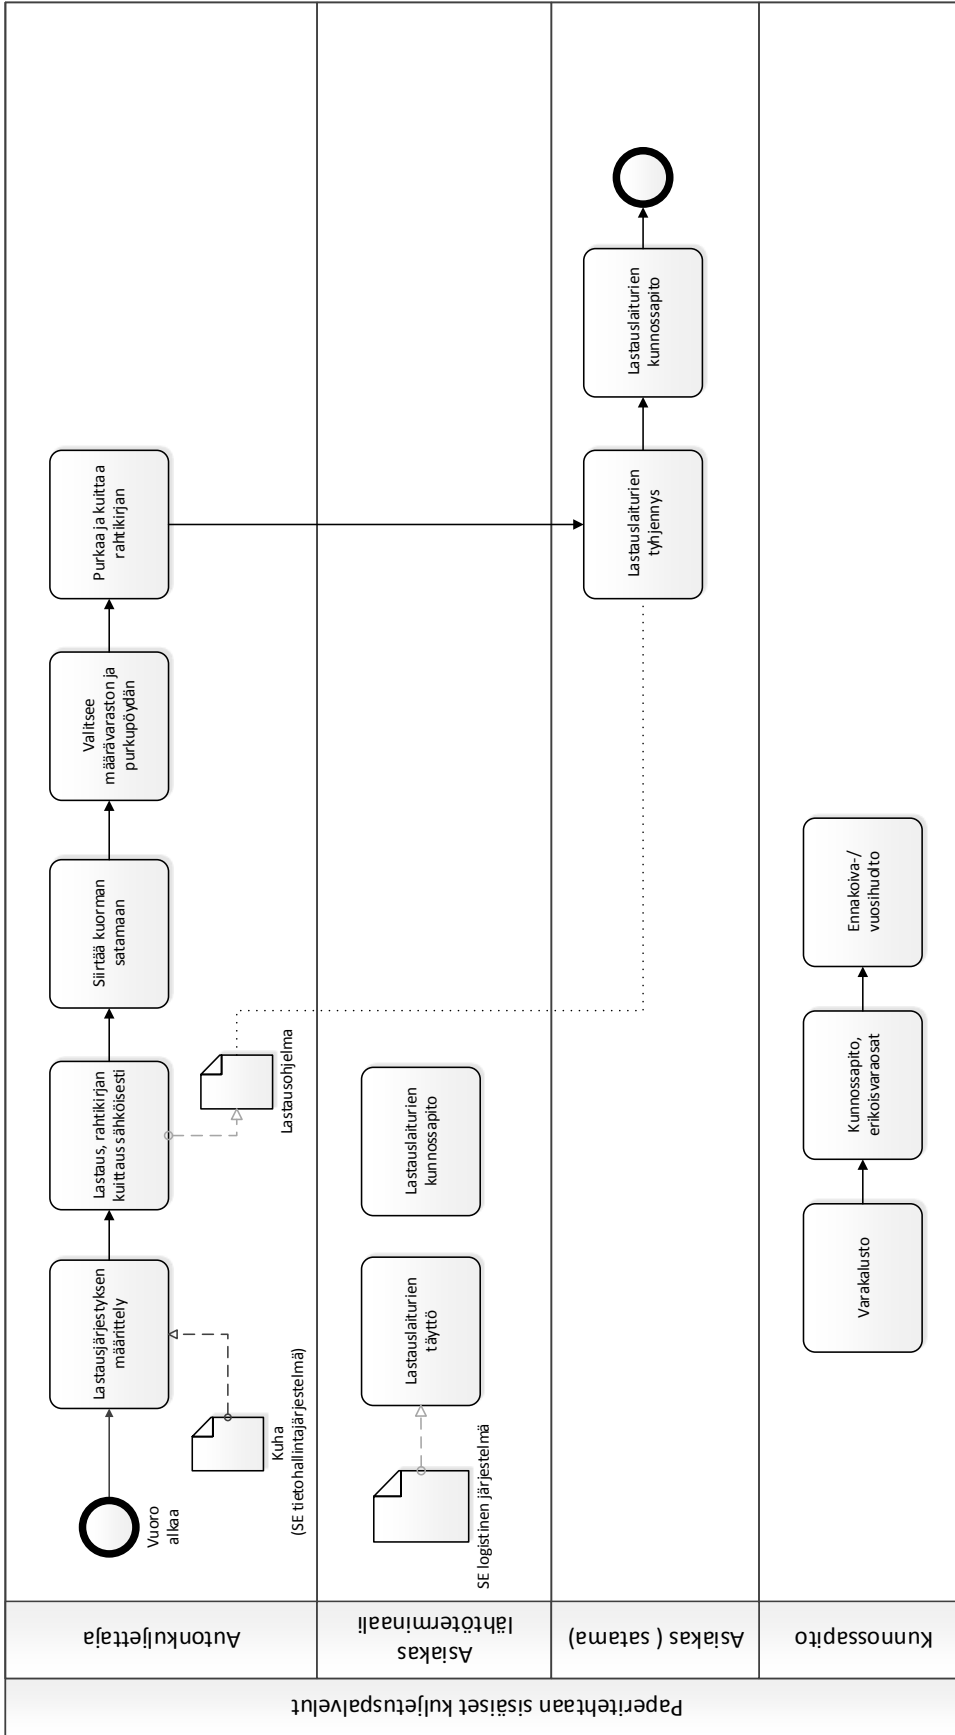 Paperitehtaan sisäiset kuljetuspalvelut
Autonkuljettaja
Vuoro
alkaa
Lastausjärjestyksen
määrittely
Kuha
(SE tietohallintajärjestelmä)
Lastaus, rahtikirjan
kuittaus sähköisesti
Lastausohjelma
Siirtää kuorman
satamaan
Valitsee
määrävaraston ja
purkupöydän
Purkaa ja kuittaa
rahtikirjan
Asiakas
lähtöterminaali
SE logistinen järjestelmä
Lastauslaiturien
täyttö
Lastauslaiturien
kunnossapito
Asiakas ( satama)
Lastauslaiturien
tyhjennys
Lastauslaiturien
kunnossapito
Kunnossapito
Varakalusto
Kunnossapito,
erikoisvaraosat
Ennakoiva-/
vuosihuolto